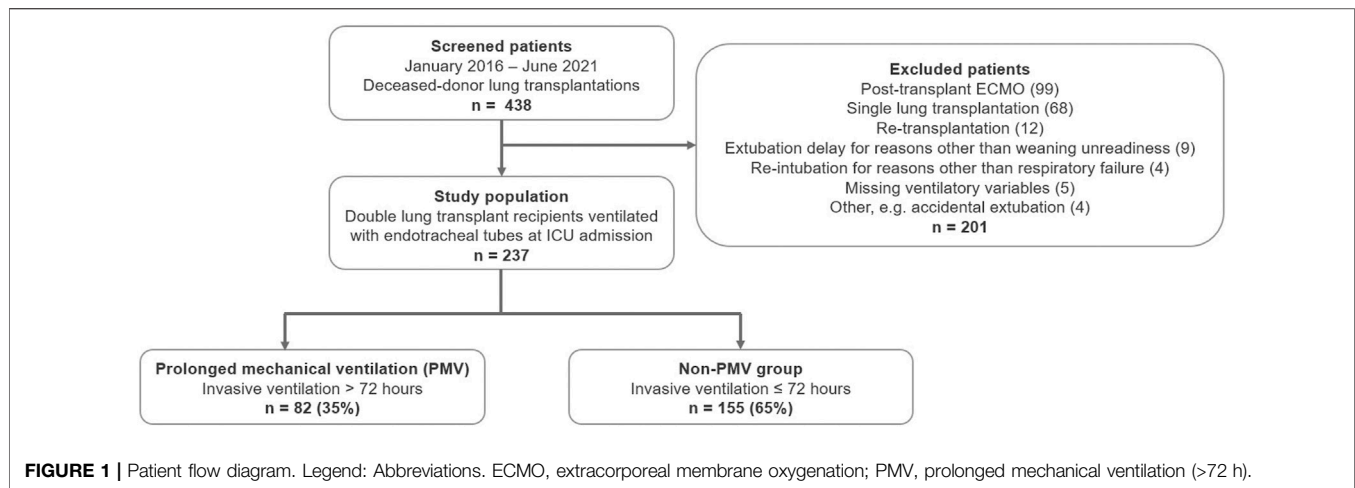 Screened patients
January 2016 – June 2021
Deceased-donor lung transplantations
n = 438
Excluded patients
Post-transplant ECMO (99)
Single lung transplantation (68)
Re-transplantation (12)
Extubation delay for reasons other than weaning unreadiness (9)
Re-intubation for reasons other than respiratory failure (4)
Missing ventilatory variables (5)
Other, e.g. accidental extubation (4)
n = 201
Study population
Double lung transplant recipients ventilated
with endotracheal tubes at ICU admission
n = 237
Prolonged mechanical ventilation (PMV)
Invasive ventilation > 72 hours
n = 82 (35%)
Non-PMV group
Invasive ventilation ≤ 72 hours
n = 155 (65%)
FIGURE 1 | Patient flow diagram. Legend: Abbreviations. ECMO, extracorporeal membrane oxygenation; PMV, prolonged mechanical ventilation (>72 h).